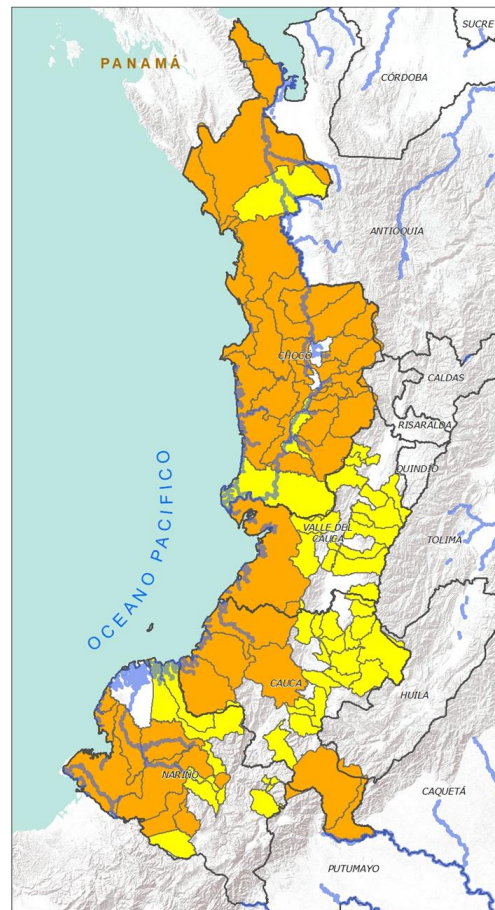 SUCRE
PANAMÁ
CÓRDOBA
ANTIOQUIA
CHOCÓ
CALDAS
RISARALDA
QUINDÍO
VALLE DEL
CAUCA
TOLIMA
OCEANO PACIFICO
CAUCA
HUILA
NARIÑO
CAQUETÁ
PUTUMAYO